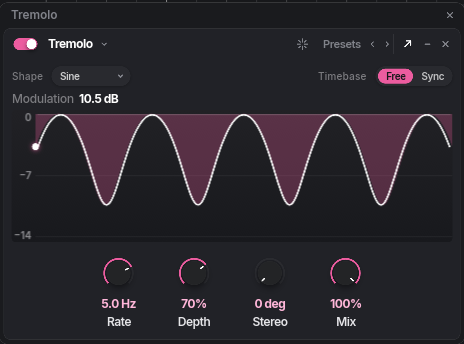 Tremolo
Tremolo Presets
Shape Sine Timebase Free Sync
Modulation 10.5 dB
0
−7
−14
5.0 Hz 70% 0 deg 100%
Rate Depth Stereo Mix